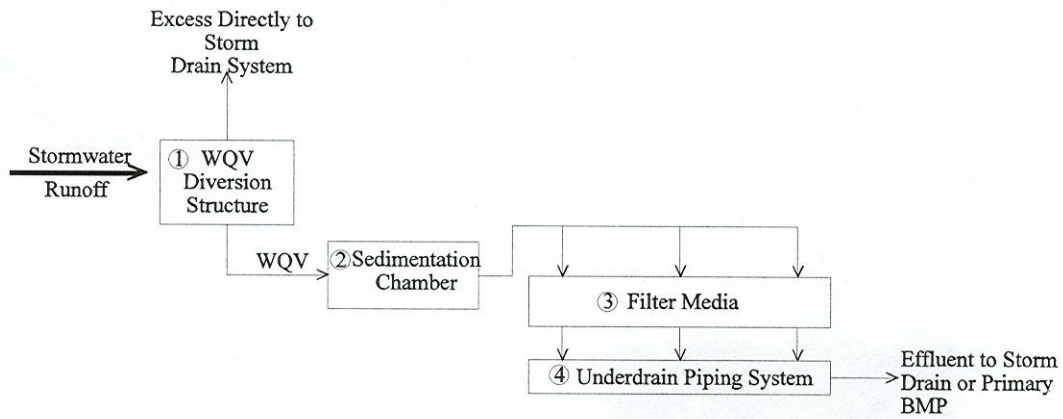 Excess Directly to
Storm
Drain System
Stormwater
Runoff
① WQV
Diversion
Structure
WQV
② Sedimentation
Chamber
③ Filter Media
④ Underdrain Piping System
Effluent to Storm
Drain or Primary
BMP